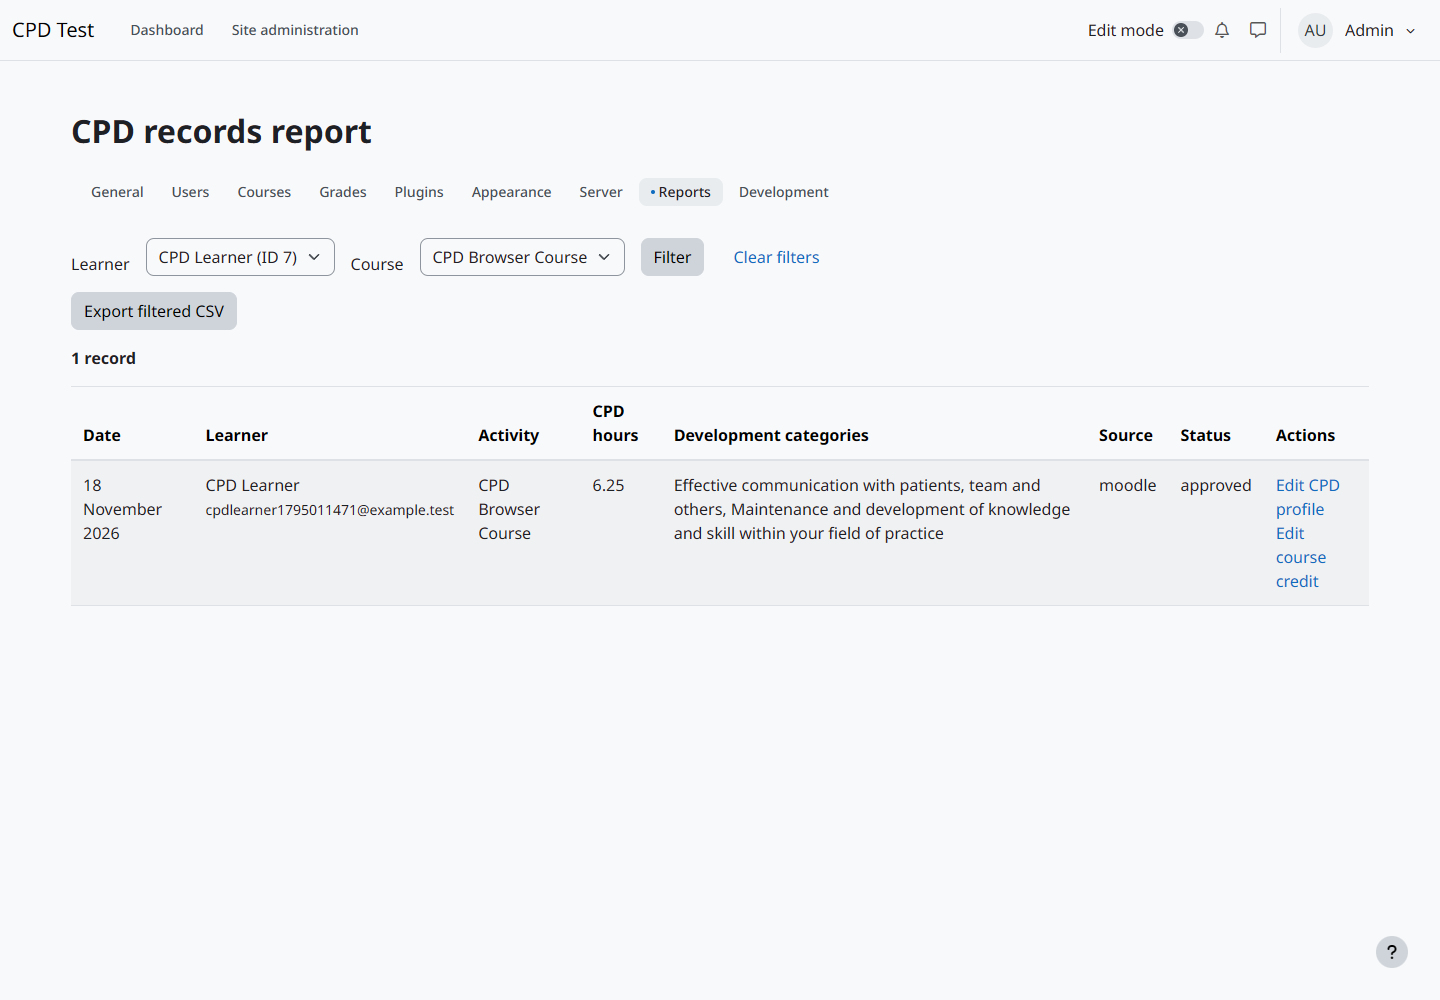 CPD Test Dashboard Site administration Edit mode AU Admin
CPD records report
General Users Courses Grades Plugins Appearance Server Reports Development
Learner CPD Learner (ID 7) Course CPD Browser Course Filter Clear filters
Export filtered CSV
1 record
Date Learner Activity CPD hours Development categories Source Status Actions
18 November 2026
CPD Learner
cpdlearner1795011471@example.test
CPD Browser Course
6.25
Effective communication with patients, team and
others, Maintenance and development of knowledge
and skill within your field of practice
moodle
approved
Edit CPD
profile
Edit
course
credit
?